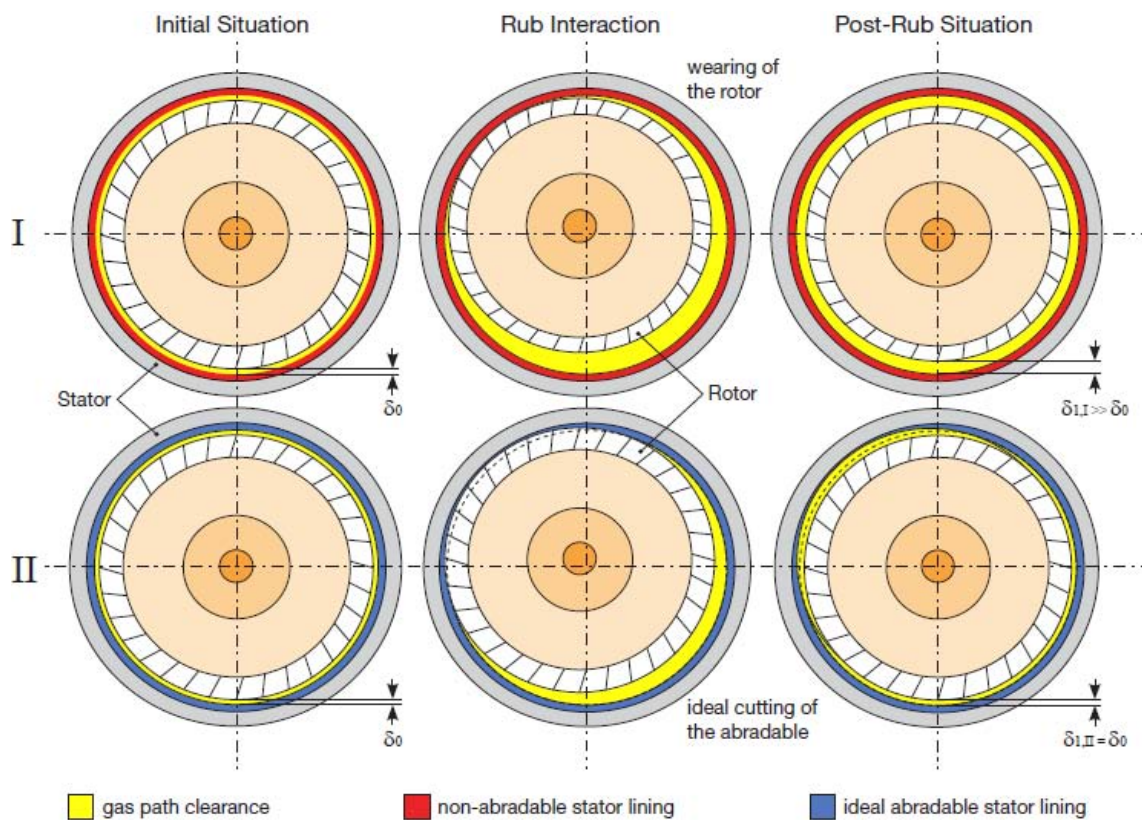 Initial Situation
Rub Interaction
Post-Rub Situation
wearing of
the rotor
I
Stator
δ0
Rotor
δ1,I >> δ0
II
ideal cutting of
the abradable
δ0
δ1,II = δ0
gas path clearance
non-abradable stator lining
ideal abradable stator lining